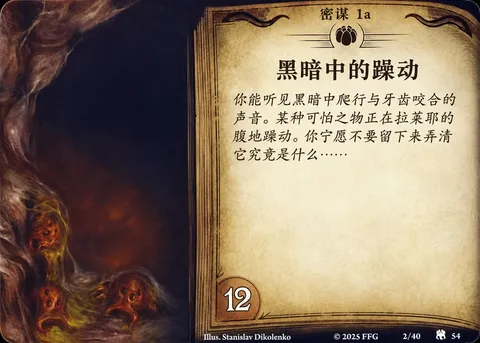 密谋 1a
黑暗中的躁动
你能听见黑暗中爬行与牙齿咬合的
声音。某种可怕之物正在拉莱耶的
腹地躁动。你宁愿不要留下来弄清
它究竟是什么……
12
Illus. Stanislav Dikolenko © 2025 FFG 2/40 54